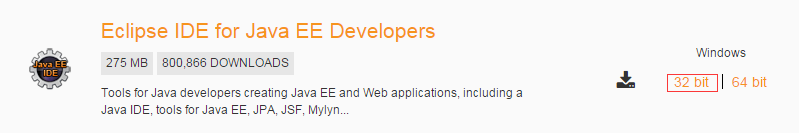 Eclipse IDE for Java EE Developers
275 MB 800,866 DOWNLOADS
Java EE
IDE
Tools for Java developers creating Java EE and Web applications, including a
Java IDE, tools for Java EE, JPA, JSF, Mylyn...
Windows
32 bit | 64 bit